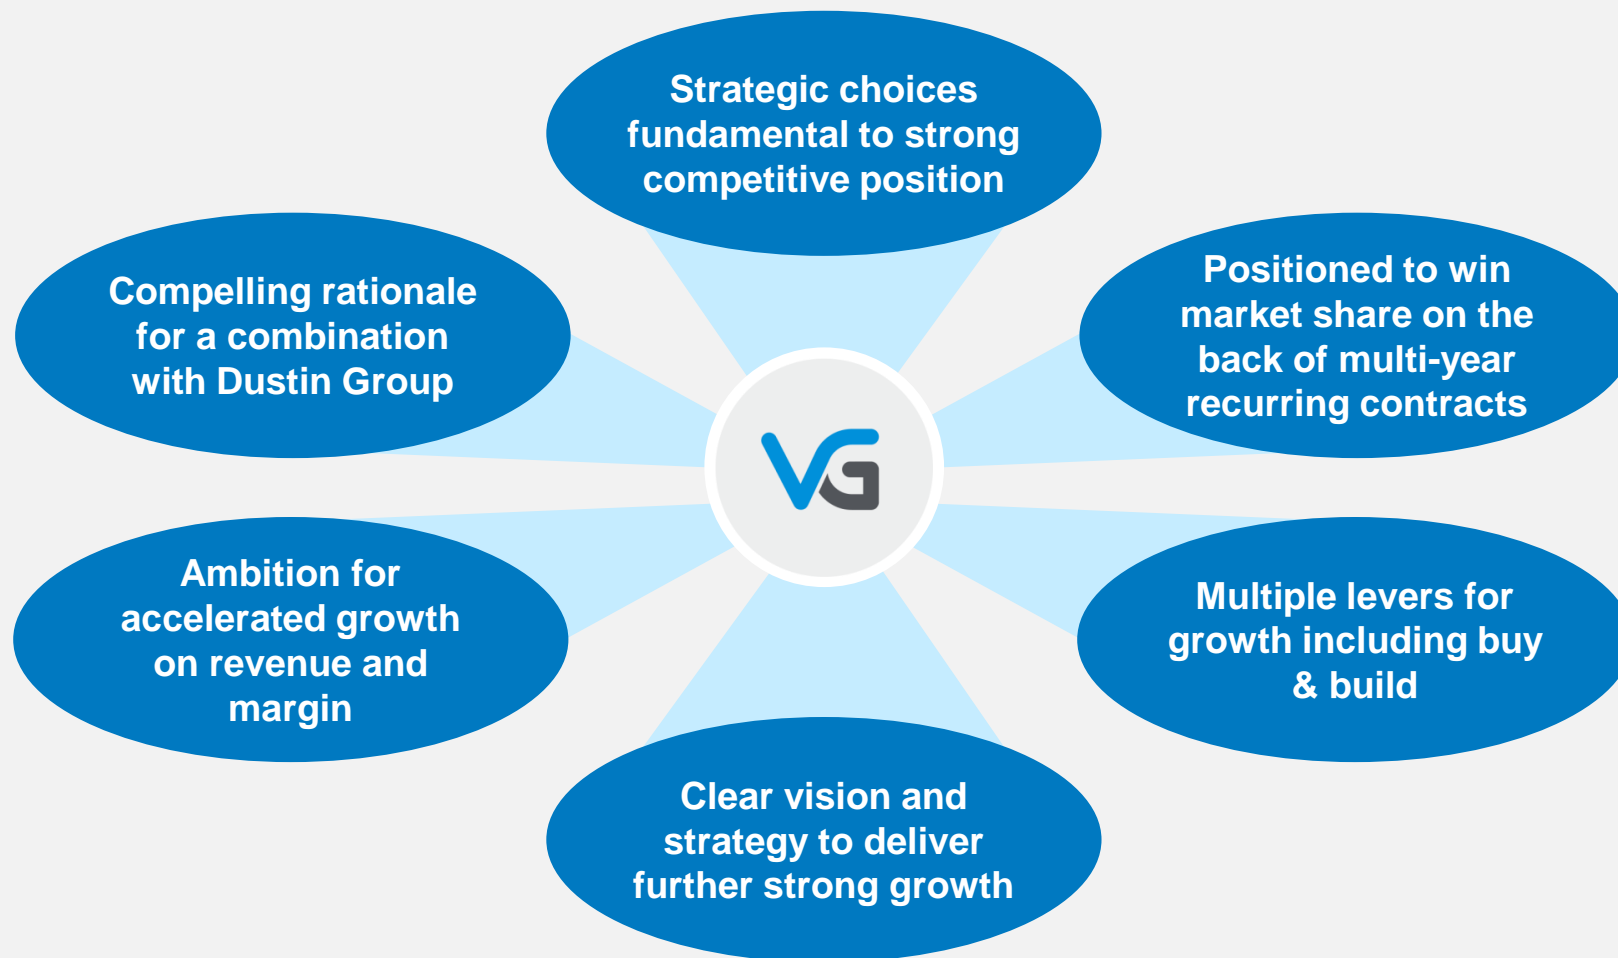 Strategic choices
fundamental to strong
competitive position
Compelling rationale
for a combination
with Dustin Group
Positioned to win
market share on the
back of multi-year
recurring contracts
VG
Ambition for
accelerated growth
on revenue and
margin
Multiple levers for
growth including buy
& build
Clear vision and
strategy to deliver
further strong growth